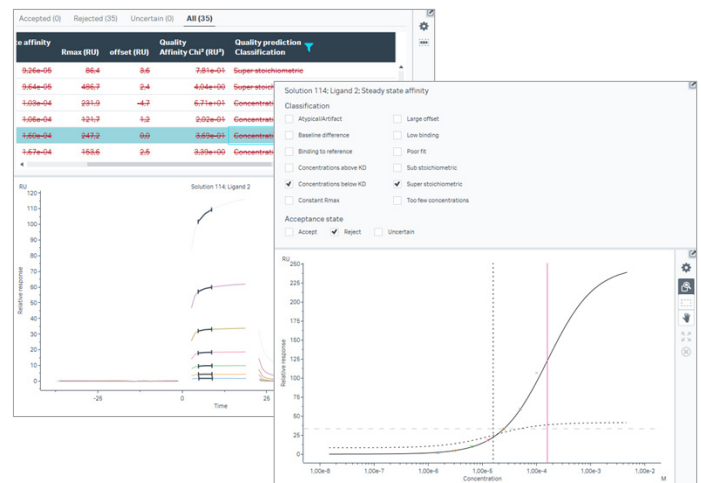 Accepted (0) Rejected (35) Uncertain (0) All (35)
e affinity Rmax (RU) offset (RU) Quality Affinity Chi² (RU²) Quality prediction Classification
9,26e-05 86,4 3,6 7,81e-01 Super stoichiometric
9,64e-05 486,7 2,4 4,04e+00 Super stoich
1,03e-04 231,9 -4,7 6,71e-01 Concentrati
1,06e-04 121,7 1,2 2,02e-01 Concentrati
1,60e-04 247,2 0,0 3,69e-01 Concentrati
1,67e-04 153,6 2,5 3,39e+00 Concentrati
RU
Solution 114; Ligand 2
120
110
100
90
80
70
60
50
40
30
20
10
0
Relative response
-25 0 25
Time
Solution 114; Ligand 2; Steady state affinity
Classification
Atypical/Artifact Large offset
Baseline difference Low binding
Binding to reference Poor fit
Concentrations above KD Sub stoichiometric
Concentrations below KD Super stoichiometric
Constant Rmax Too few concentrations
Acceptance state
Accept Reject Uncertain
RU
250
225
200
175
150
125
100
75
50
25
0
Relative response
1,00e-8 1,00e-7 1,00e-6 1,00e-5 1,00e-4 1,00e-3 1,00e-2
Concentration M